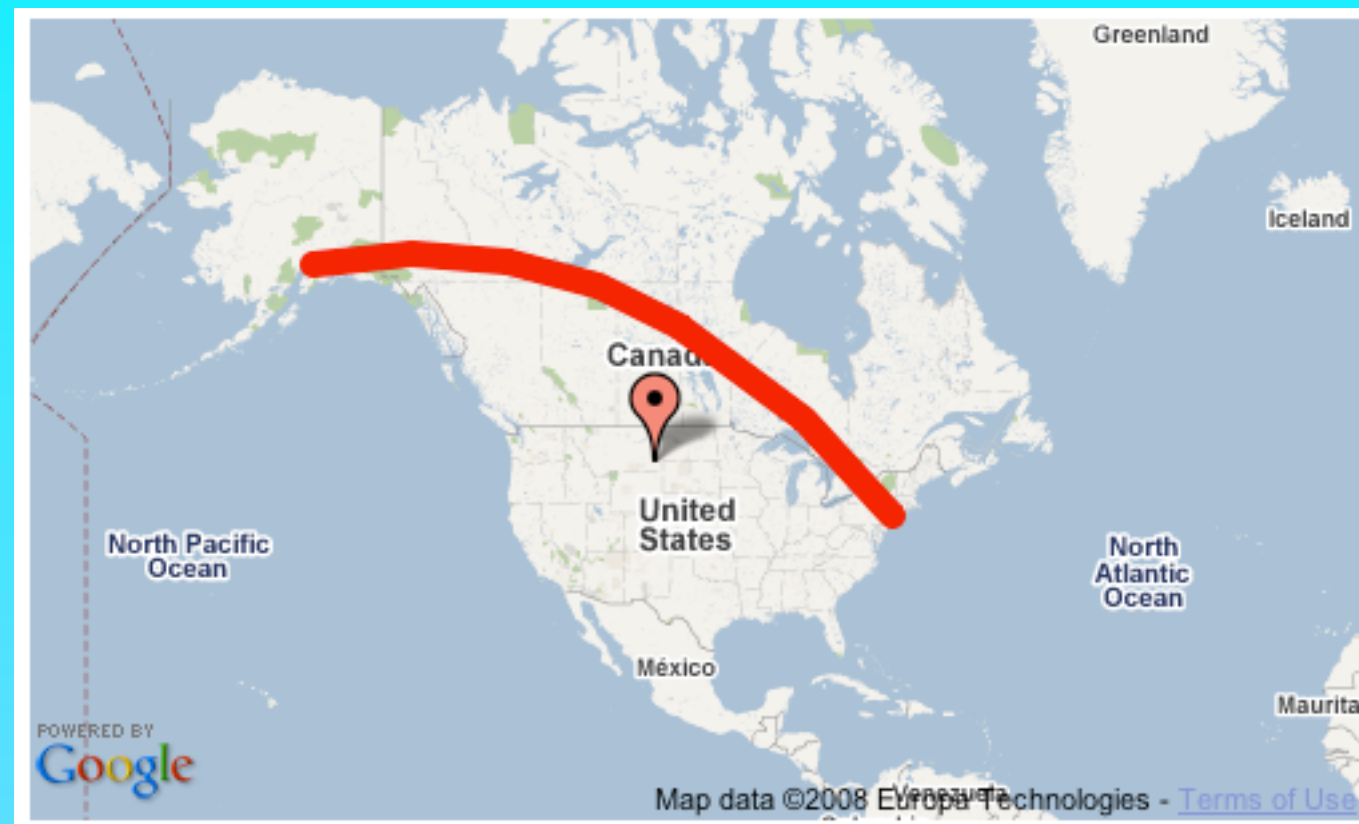 Greenland
Iceland
Canad
United
States
North Pacific
Ocean
North
Atlantic
Ocean
México
Maurita
POWERED BY
Google
Map data ©2008 Europa Technologies - Terms of Use
Venezuela